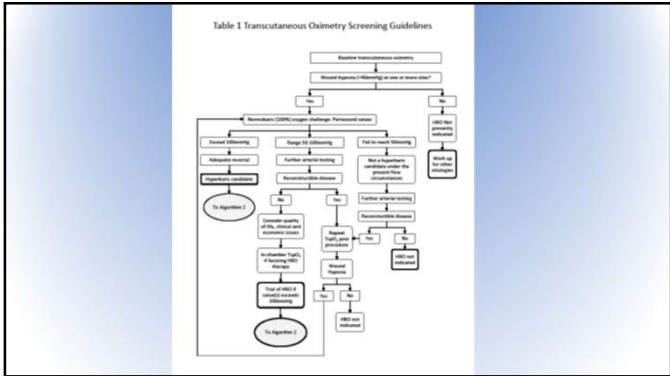 Table 1 Transcutaneous Oximetry Screening Guidelines
Baseline transcutaneous oximetry
Wound hypoxia (<40mmHg) at one or more sites?
Yes
No
Normobaric (100%) oxygen challenge: Periwound values
HBO Not
presently
indicated
Exceed 100mmHg
Range 50-100mmHg
Fail to reach 50mmHg
Adequate reversal
Further arterial testing
Not a hyperbaric
candidate under the
present flow
circumstances
Work up
for other
etiologies
Hyperbaric candidate
Reconstructible disease
To Algorithm 2
No
Yes
Further arterial testing
Reconstructible disease
Consider quality
of life, clinical and
economic issues
Repeat
TcpO₂ post
procedure
Yes
No
In chamber TcpO₂
if favoring HBO
therapy
Wound
Hypoxia
HBO not
indicated
Trial of HBO if
value(s) exceeds
200mmHg
Yes
No
To Algorithm 2
HBO not
indicated